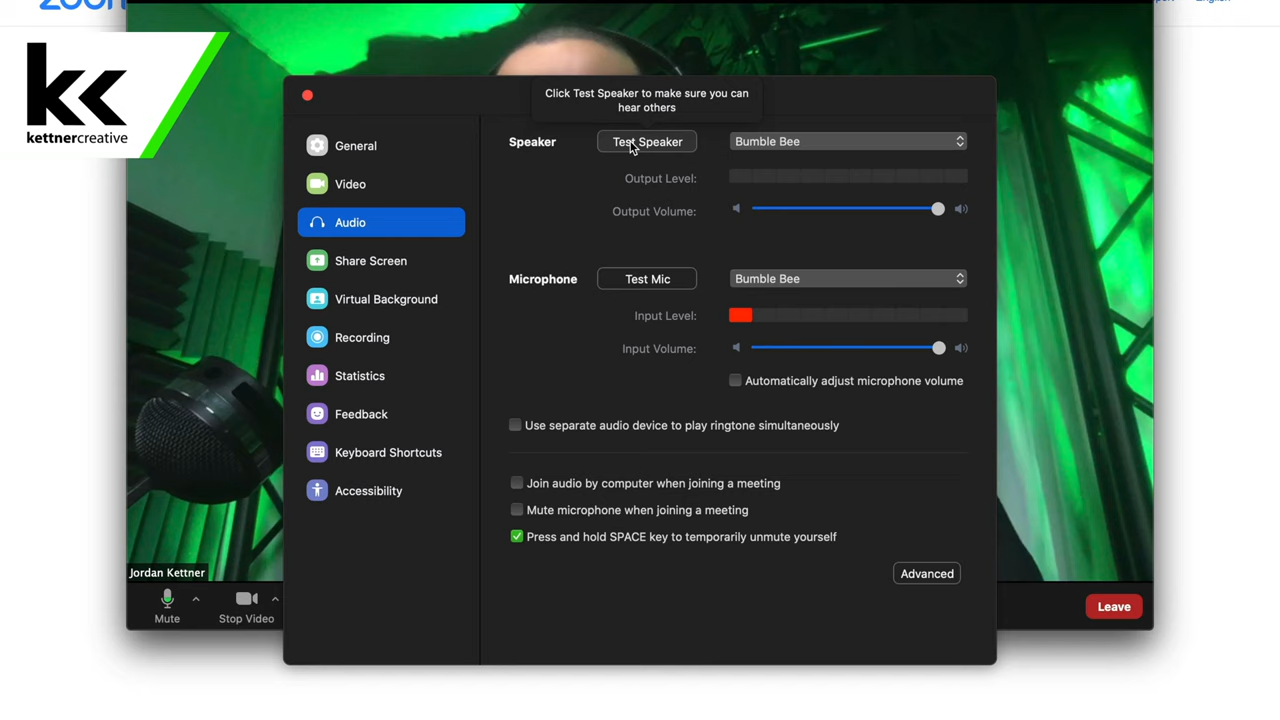 zoom
English
kc
kettnercreative
Click Test Speaker to make sure you can
hear others
Speaker
Test Speaker
Bumble Bee
Output Level:
Output Volume:
Microphone
Test Mic
Bumble Bee
Input Level:
Input Volume:
Automatically adjust microphone volume
Use separate audio device to play ringtone simultaneously
Join audio by computer when joining a meeting
Mute microphone when joining a meeting
Press and hold SPACE key to temporarily unmute yourself
Advanced
General
Video
Audio
Share Screen
Virtual Background
Recording
Statistics
Feedback
Keyboard Shortcuts
Accessibility
Jordan Kettner
Mute
Stop Video
Leave